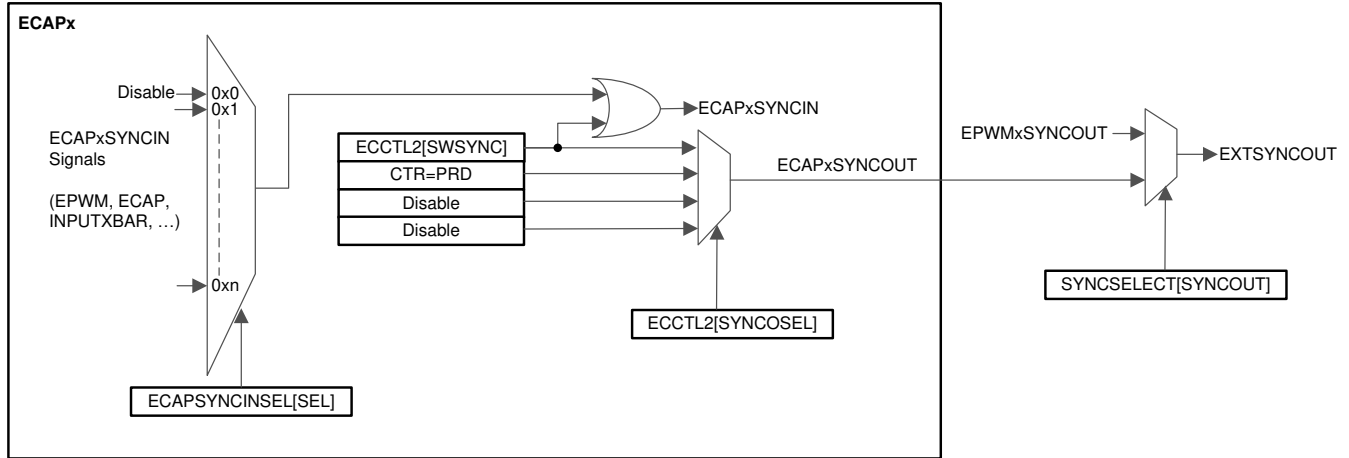 ECAPx
Disable
0x0
0x1
ECAPxSYNCIN
Signals
(EPWM, ECAP,
INPUTXBAR, …)
0xn
ECAPSYNCINSEL[SEL]
ECAPxSYNCIN
ECCTL2[SWSYNC]
CTR=PRD
Disable
Disable
ECAPxSYNCOUT
ECCTL2[SYNCOSEL]
EPWMxSYNCOUT
EXTSYNCOUT
SYNCSELECT[SYNCOUT]